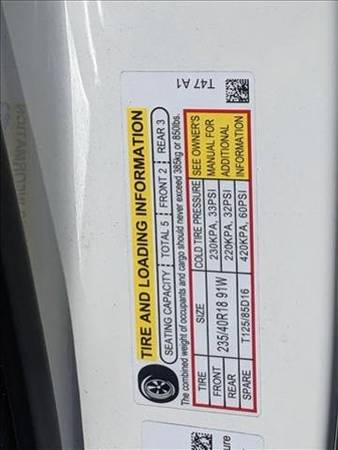 T47 A1
TIRE AND LOADING INFORMATION
SEATING CAPACITY | TOTAL 5 | FRONT 2 | REAR 3
The combined weight of occupants and cargo should never exceed 385kg or 850lbs.
TIRE SIZE COLD TIRE PRESSURE SEE OWNER'S
FRONT 235/40R18 91W 230KPA, 33PSI MANUAL FOR
REAR 220KPA, 32PSI ADDITIONAL
SPARE T125/85D16 420KPA, 60PSI INFORMATION